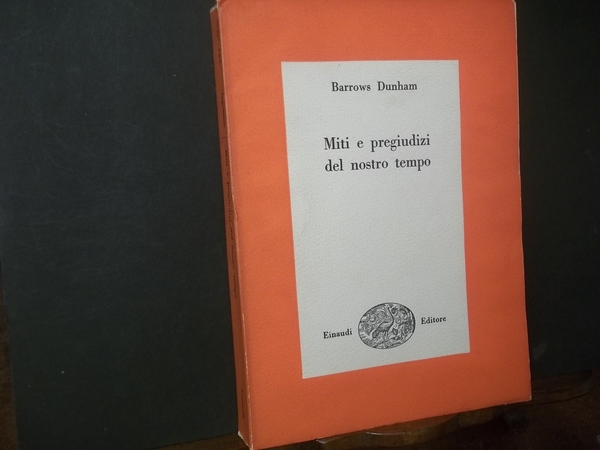 Barrows Dunham
Miti e pregiudizi
del nostro tempo
Einaudi Editore